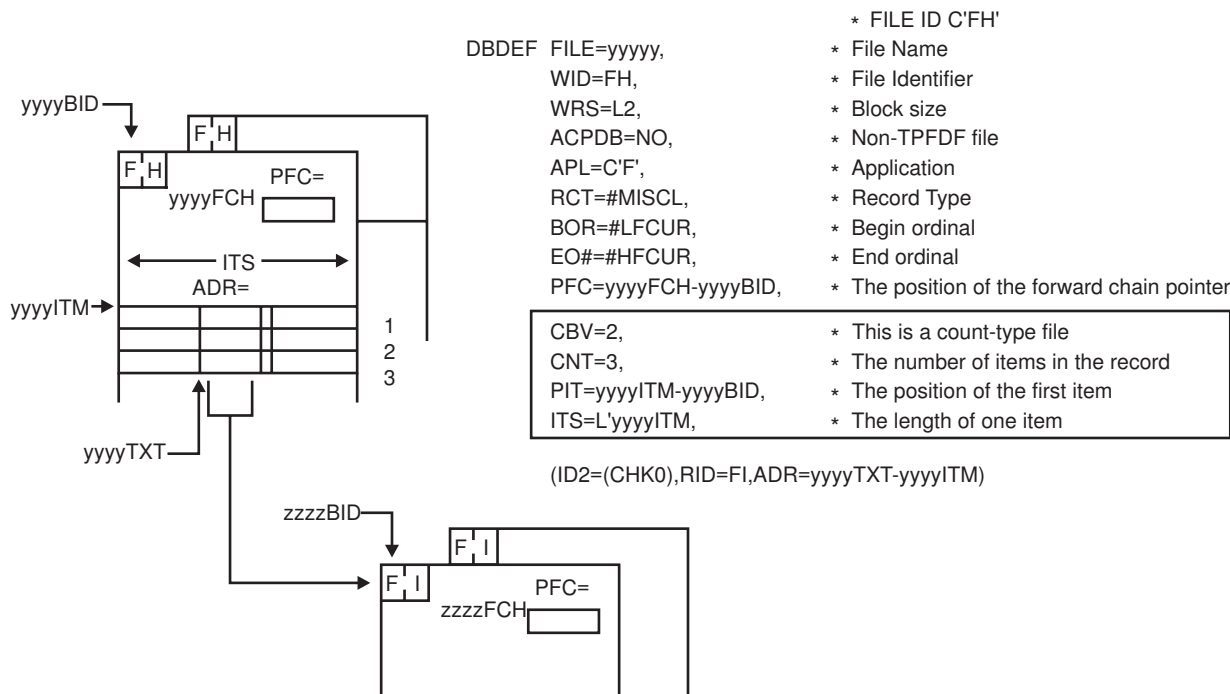 * FILE ID C'FH'
DBDEF FILE=yyyyy, * File Name
WID=FH, * File Identifier
WRS=L2, * Block size
ACPDB=NO, * Non-TPFDF file
APL=C'F', * Application
RCT=#MISCL, * Record Type
BOR=#LFCUR, * Begin ordinal
EO#=#HFCUR, * End ordinal
PFC=yyyyFCH-yyyyBID, * The position of the forward chain pointer
CBV=2, * This is a count-type file
CNT=3, * The number of items in the record
PIT=yyyyITM-yyyyBID, * The position of the first item
ITS=L'yyyyITM, * The length of one item
(ID2=(CHK0),RID=FI,ADR=yyyyTXT-yyyyITM)
yyyyBID
F H
F H
PFC=
yyyyFCH
ITS
ADR=
yyyyITM
1
2
3
yyyyTXT
zzzzBID
F I
F I
PFC=
zzzzFCH